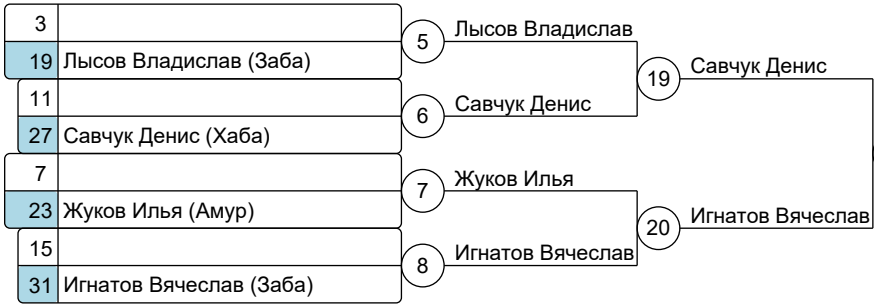 3
19 Лысов Владислав (Заба)
11
27 Савчук Денис (Хаба)
7
23 Жуков Илья (Амур)
15
31 Игнатов Вячеслав (Заба)
5 Лысов Владислав
6 Савчук Денис
7 Жуков Илья
8 Игнатов Вячеслав
19 Савчук Денис
20 Игнатов Вячеслав